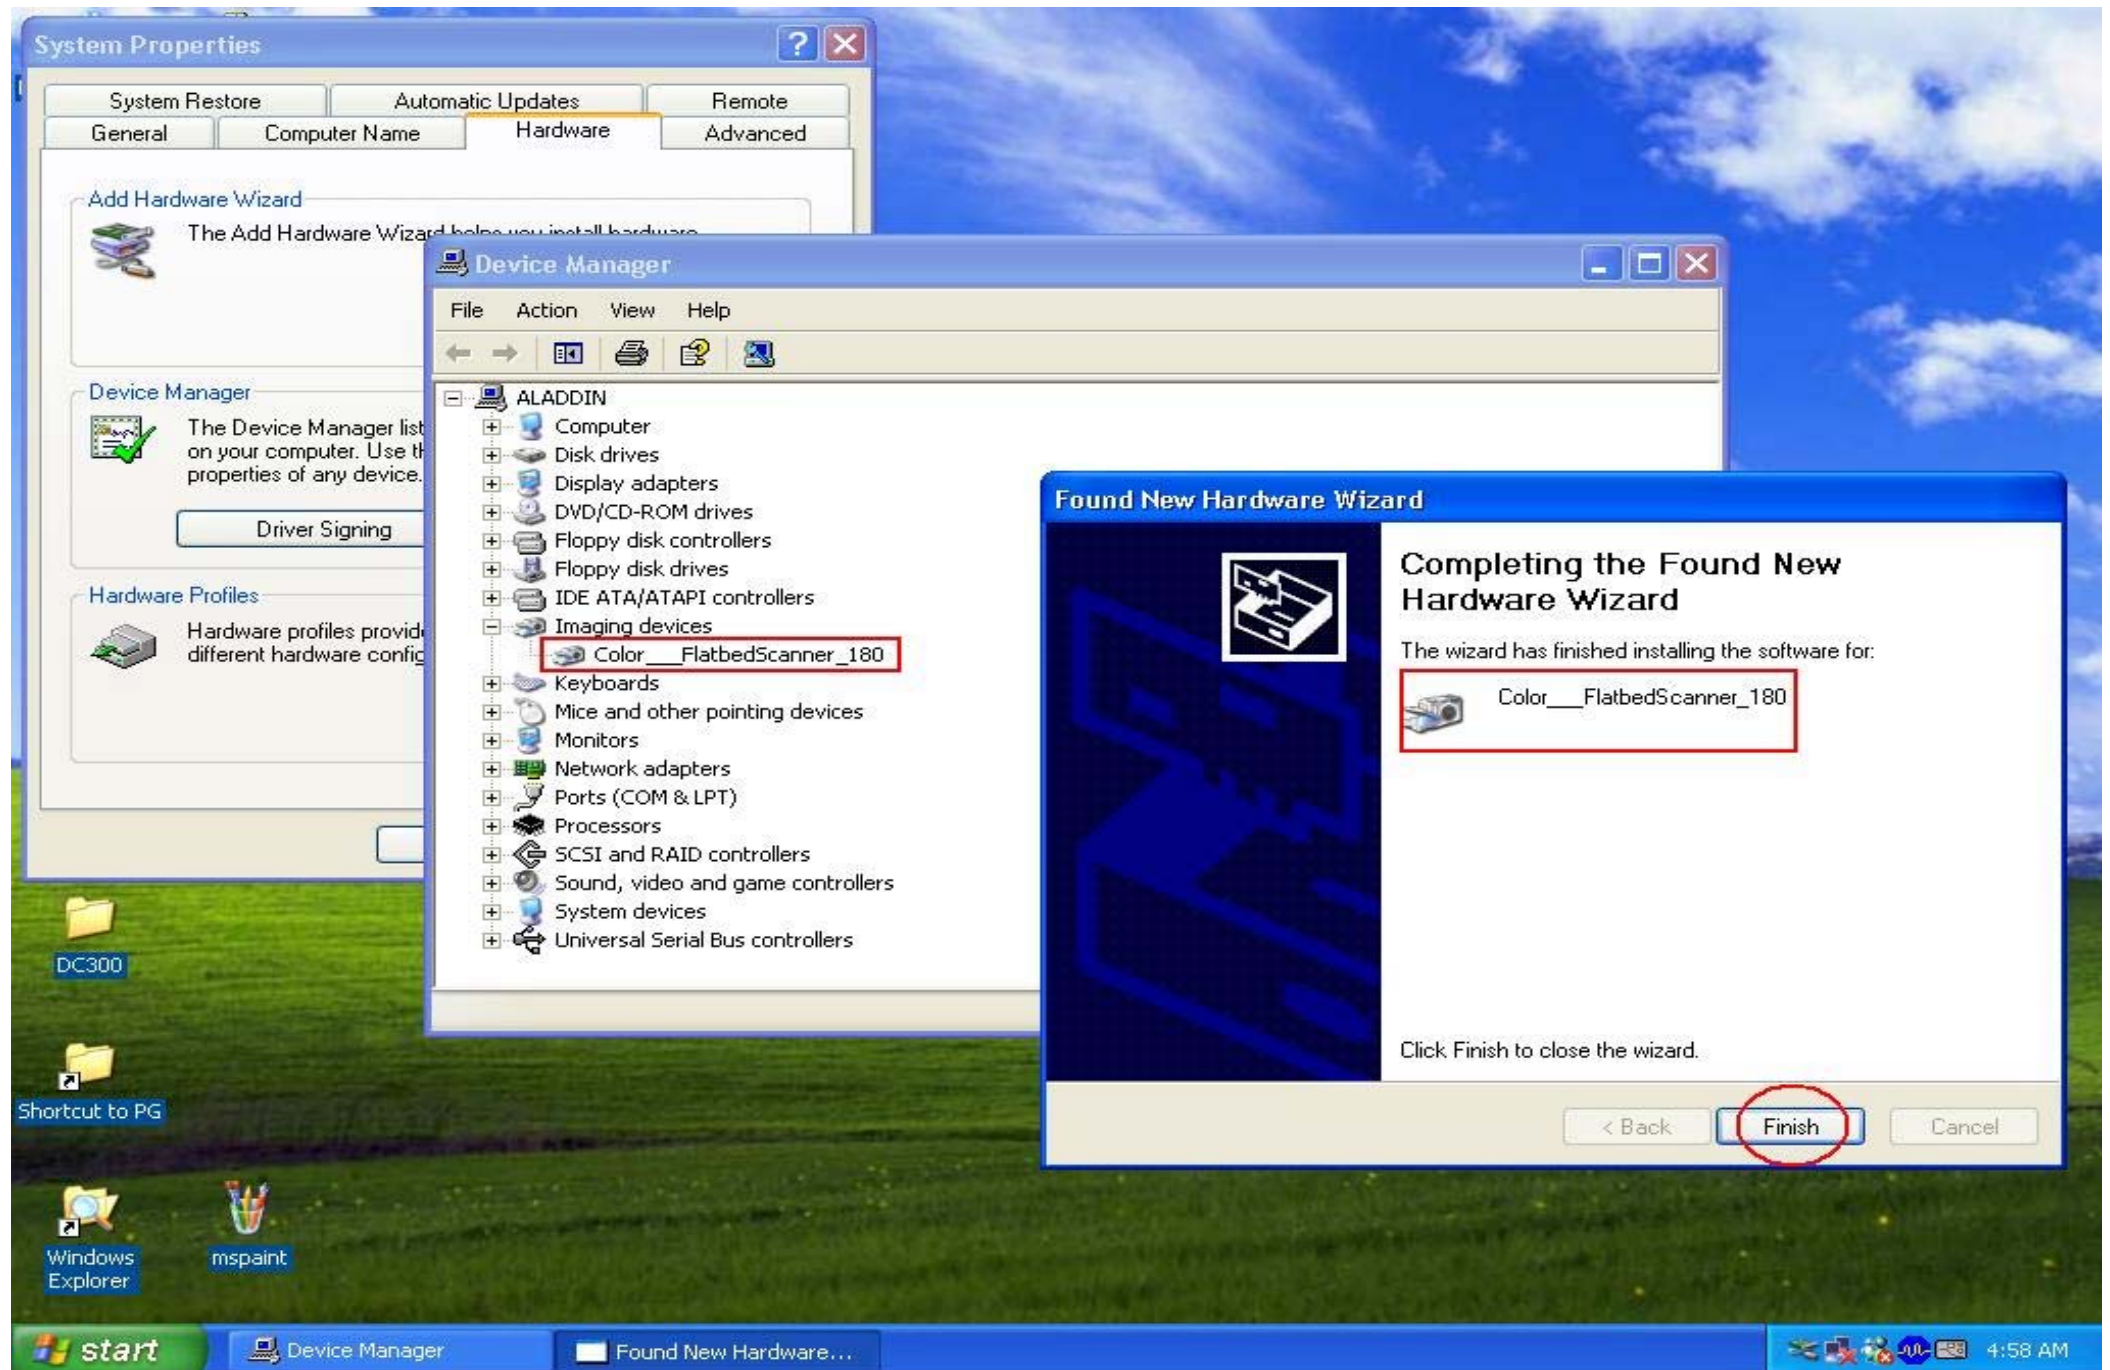 System Properties
System Restore
Automatic Updates
Remote
General
Computer Name
Hardware
Advanced
Add Hardware Wizard
The Add Hardware Wizard helps you install hardware.
Device Manager
The Device Manager list
on your computer. Use th
properties of any device.
Driver Signing
Hardware Profiles
Hardware profiles provid
different hardware config
Device Manager
File Action View Help
ALADDIN
Computer
Disk drives
Display adapters
DVD/CD-ROM drives
Floppy disk controllers
Floppy disk drives
IDE ATA/ATAPI controllers
Imaging devices
Color___FlatbedScanner_180
Keyboards
Mice and other pointing devices
Monitors
Network adapters
Ports (COM & LPT)
Processors
SCSI and RAID controllers
Sound, video and game controllers
System devices
Universal Serial Bus controllers
Found New Hardware Wizard
Completing the Found New
Hardware Wizard
The wizard has finished installing the software for:
Color___FlatbedScanner_180
Click Finish to close the wizard.
< Back
Finish
Cancel
DC300
Shortcut to PG
Windows
Explorer
mspaint
start
Device Manager
Found New Hardware...
4:58 AM